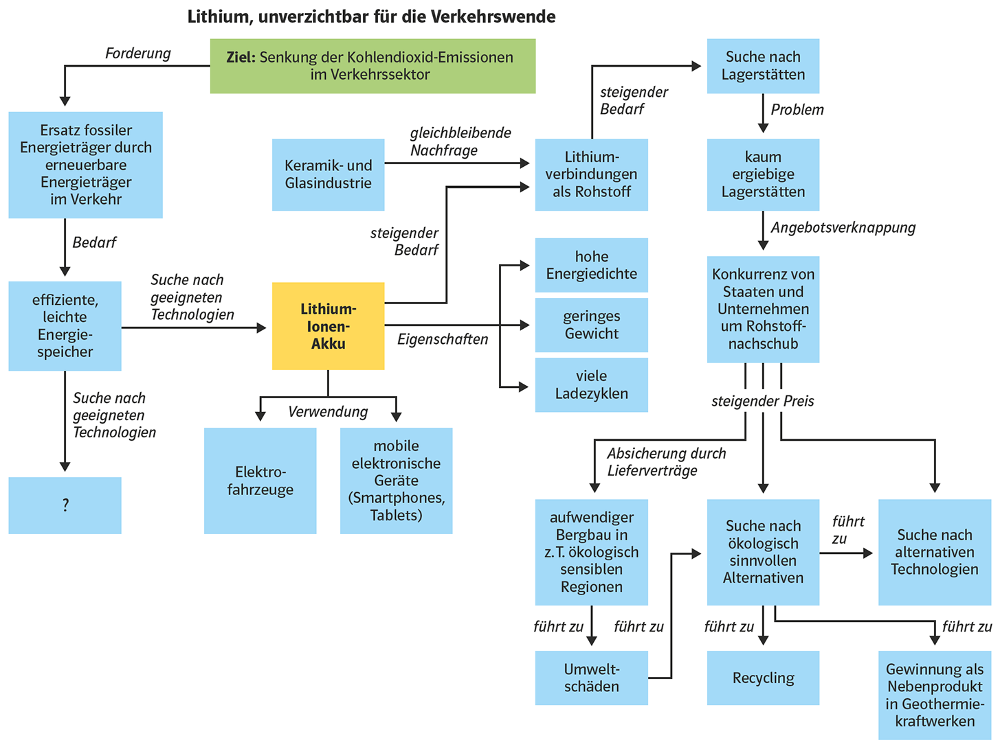 Lithium, unverzichtbar für die Verkehrswende
Forderung
Ziel: Senkung der Kohlendioxid-Emissionen
im Verkehrssektor
Ersatz fossiler
Energieträger durch
erneuerbare
Energieträger
im Verkehr
Bedarf
effiziente,
leichte
Energie-
speicher
Suche nach
geeigneten
Technologien
?
Suche nach
geeigneten
Technologien
Lithium-
Ionen-
Akku
Verwendung
Elektro-
fahrzeuge
mobile
elektronische
Geräte
(Smartphones,
Tablets)
Eigenschaften
hohe
Energiedichte
geringes
Gewicht
viele
Ladezyklen
steigender
Bedarf
Keramik- und
Glasindustrie
gleichbleibende
Nachfrage
Lithium-
verbindungen
als Rohstoff
steigender
Bedarf
Suche nach
Lagerstätten
Problem
kaum
ergiebige
Lagerstätten
Angebotsverknappung
Konkurrenz von
Staaten und
Unternehmen
um Rohstoff-
nachschub
steigender Preis
Absicherung durch
Lieferverträge
aufwendiger
Bergbau in
z.T. ökologisch
sensiblen
Regionen
führt zu
Umwelt-
schäden
führt zu
Suche nach
ökologisch
sinnvollen
Alternativen
führt
zu
Suche nach
alternativen
Technologien
führt zu
Recycling
führt zu
Gewinnung als
Nebenprodukt
in Geothermie-
kraftwerken